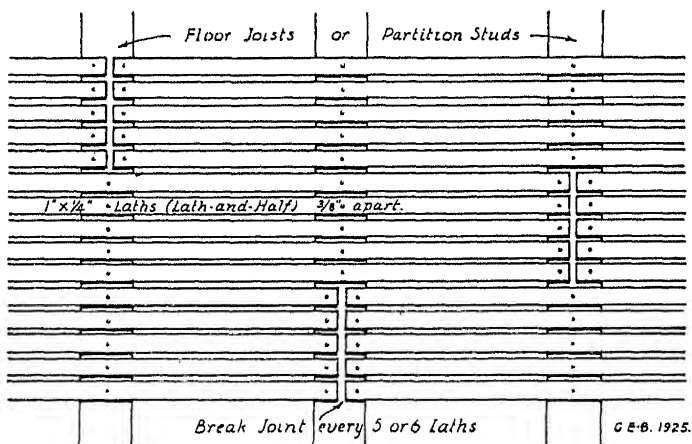 Floor Joists or Partition Studs
1" x 1/4" Laths (Lath-and-Half) 3/8" apart.
Break Joint every 5 or 6 laths
G.E.B. 1925.